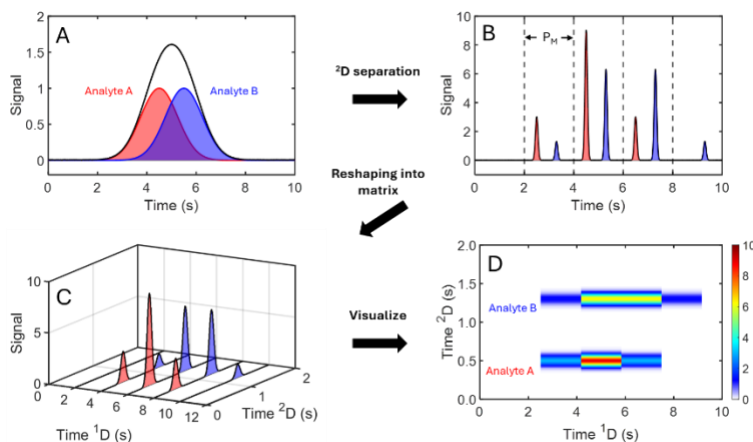 A
Analyte A
Analyte B
Signal
2
1.5
1
0.5
0
0 2 4 6 8 10
Time (s)
²D separation
B
P_M
Signal
10
8
6
4
2
0
0 2 4 6 8 10
Time (s)
Reshaping into
matrix
C
Signal
10
5
0
0 2 4 6 8 10 12
Time ¹D (s)
0 1 2
Time ²D (s)
Visualize
D
Analyte B
Analyte A
Time ²D (s)
2.0
1.5
1.0
0.5
0
0 2 4 6 8 10
Time ¹D (s)
10
8
6
4
2
0